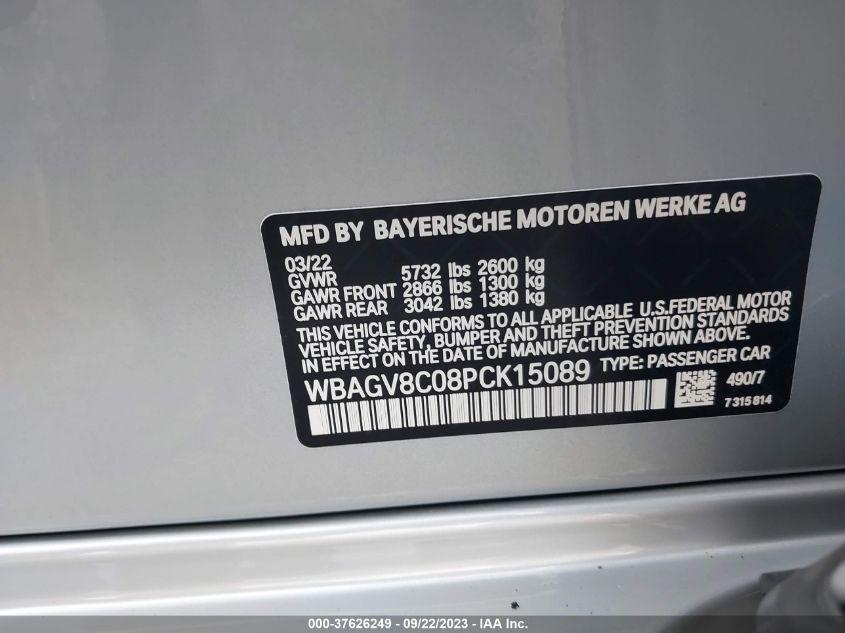 MFD BY BAYERISCHE MOTOREN WERKE AG
03/22
GVWR 5732 lbs 2600 kg
GAWR FRONT 2866 lbs 1300 kg
GAWR REAR 3042 lbs 1380 kg
THIS VEHICLE CONFORMS TO ALL APPLICABLE U.S.FEDERAL MOTOR
VEHICLE SAFETY, BUMPER AND THEFT PREVENTION STANDARDS
IN EFFECT ON THE DATE OF MANUFACTURE SHOWN ABOVE.
WBAGV8C08PCK15089 TYPE: PASSENGER CAR
490/7
7 315 814
000-37626249 - 09/22/2023 - © IAA, Inc.